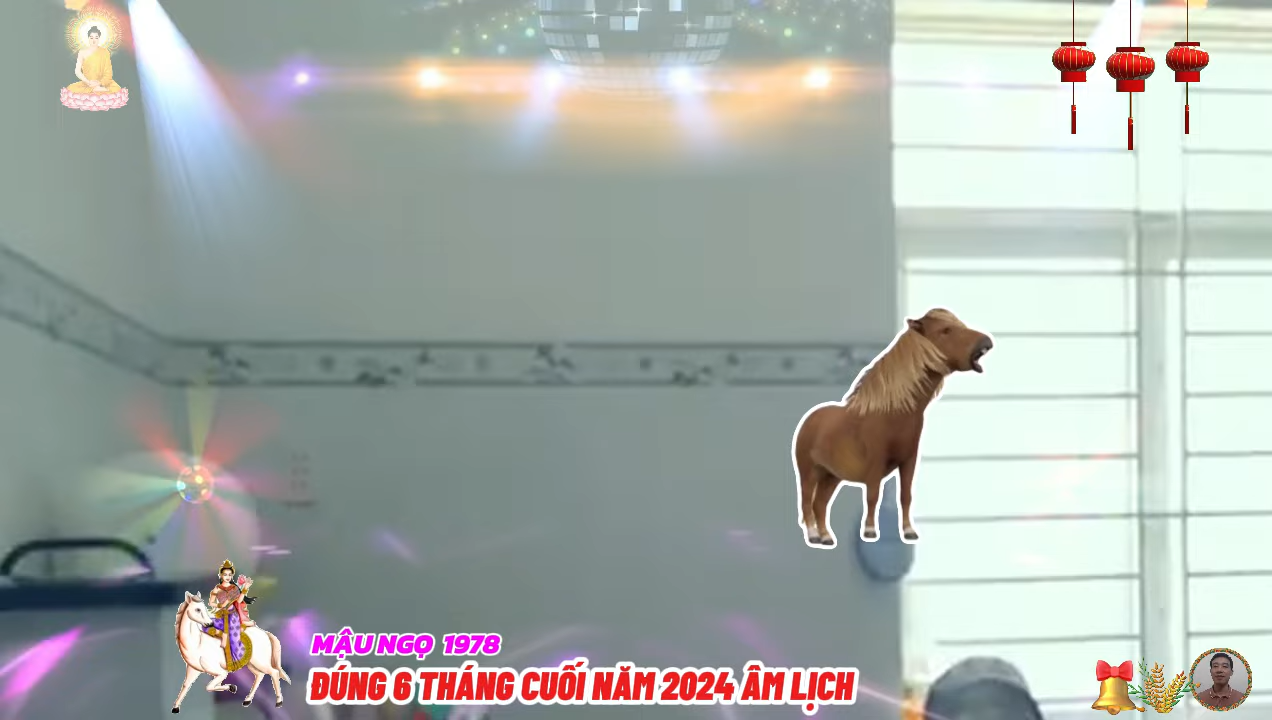 MẬU NGỌ 1978
ĐÚNG 6 THÁNG CUỐI NĂM 2024 ÂM LỊCH